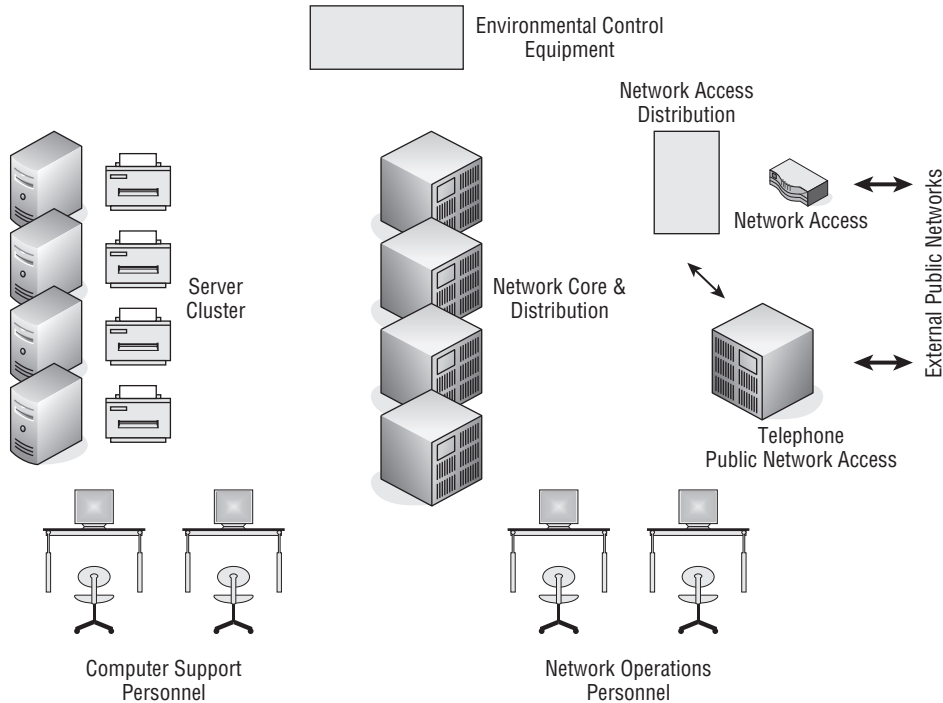 Environmental Control
Equipment
Network Access
Distribution
Network Access
External Public Networks
Server
Cluster
Network Core &
Distribution
Telephone
Public Network Access
Computer Support
Personnel
Network Operations
Personnel